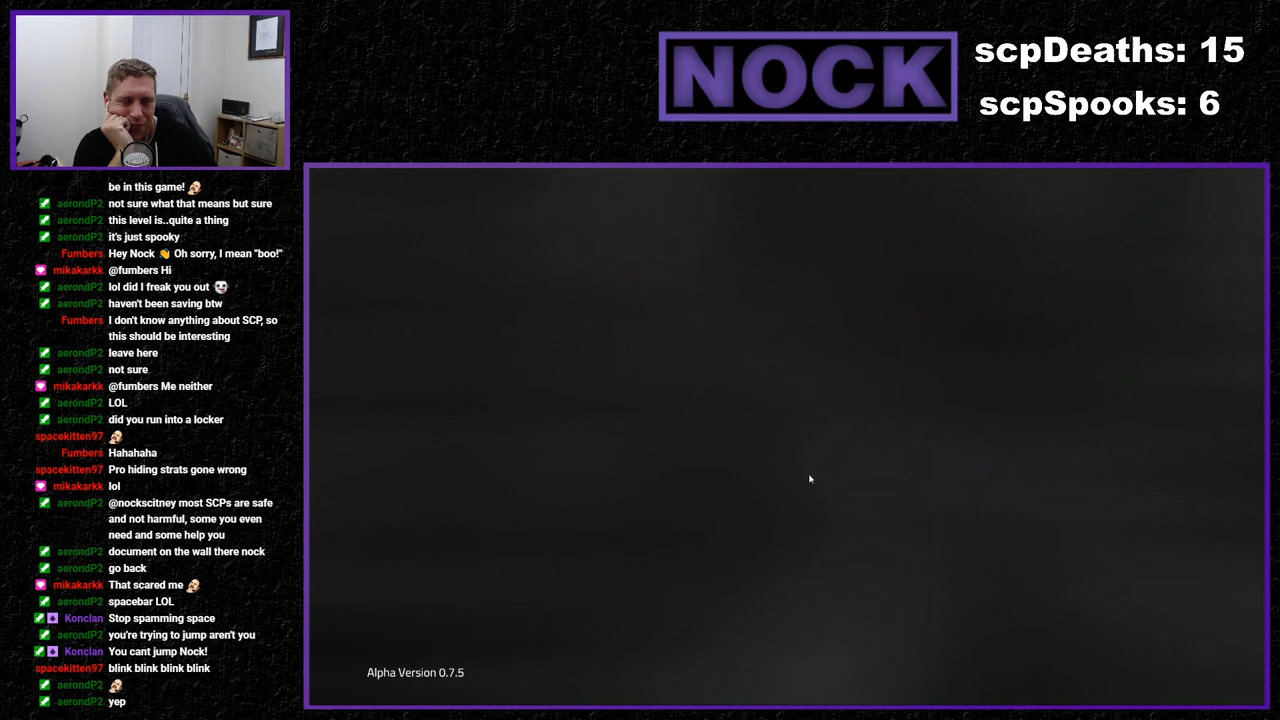 NOCK
scpDeaths: 15
scpSpooks: 6
be in this game!
aerondP2 not sure what that means but sure
aerondP2 this level is..quite a thing
aerondP2 it's just spooky
Fumbers Hey Nock 👋 Oh sorry, I mean "boo!"
mikakarkk @fumbers Hi
aerondP2 lol did I freak you out 👻
aerondP2 haven't been saving btw
Fumbers I don't know anything about SCP, so
this should be interesting
aerondP2 leave here
aerondP2 not sure
mikakarkk @fumbers Me neither
aerondP2 LOL
aerondP2 did you run into a locker
spacekitten97
Fumbers Hahahaha
spacekitten97 Pro hiding strats gone wrong
mikakarkk lol
aerondP2 @nockscitney most SCPs are safe
and not harmful, some you even
need and some help you
aerondP2 document on the wall there nock
aerondP2 go back
mikakarkk That scared me
aerondP2 spacebar LOL
Konclan Stop spamming space
aerondP2 you're trying to jump aren't you
Konclan You cant jump Nock!
spacekitten97 blink blink blink blink
aerondP2
aerondP2 yep
Alpha Version 0.7.5